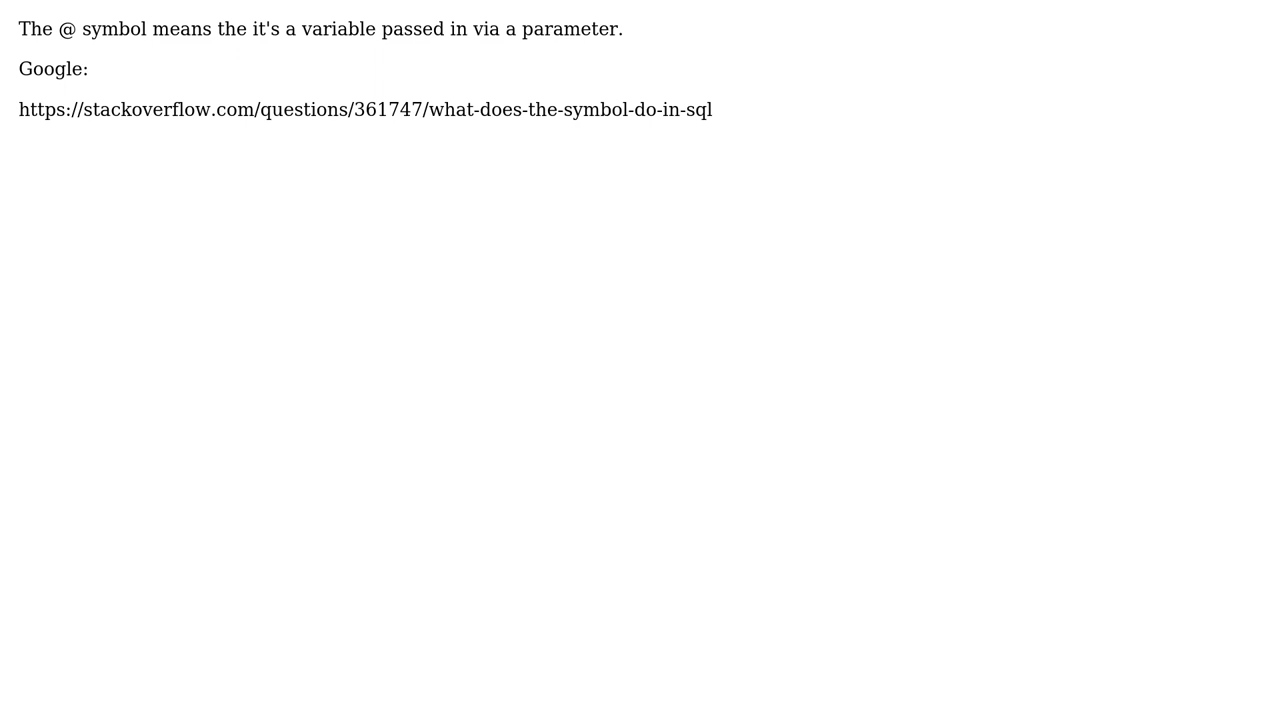 The @ symbol means the it's a variable passed in via a parameter.
Google:
https://stackoverflow.com/questions/361747/what-does-the-symbol-do-in-sql